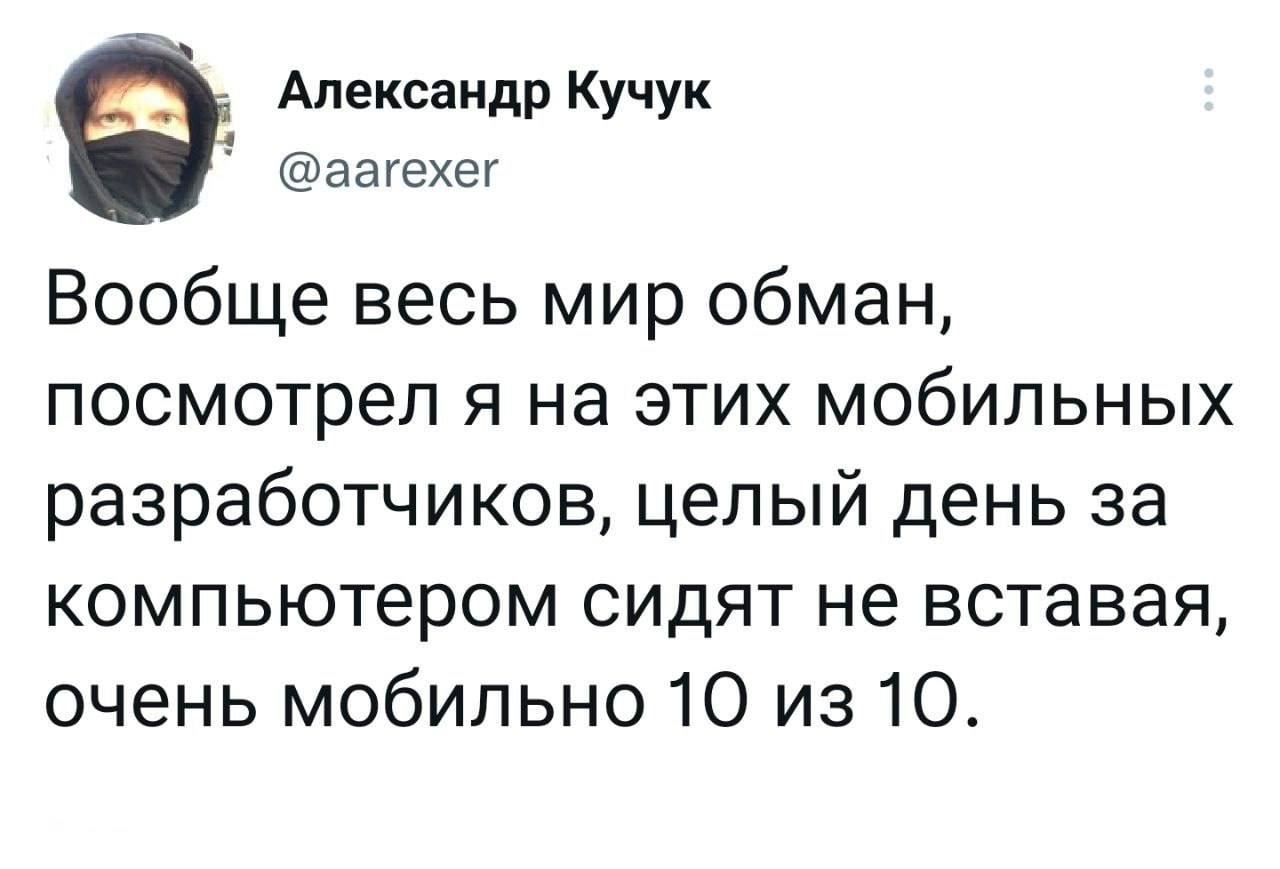 Александр Кучук
@aarexer
Вообще весь мир обман,
посмотрел я на этих мобильных
разработчиков, целый день за
компьютером сидят не вставая,
очень мобильно 10 из 10.